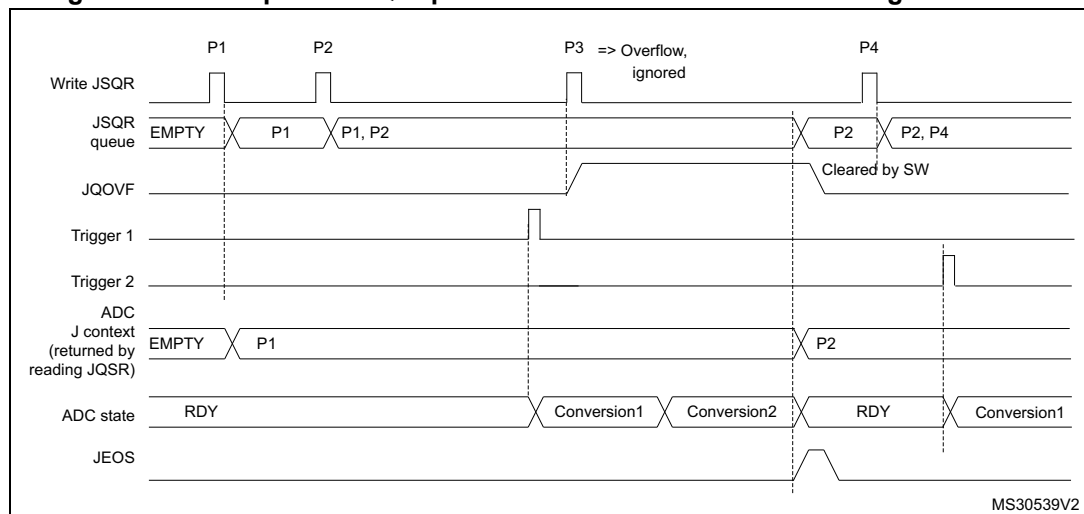 P1 P2 P3 => Overflow, P4
ignored
Write JSQR
JSQR
queue EMPTY P1 P1, P2 P2 P2, P4
Cleared by SW
JQOVF
Trigger 1
Trigger 2
ADC
J context
(returned by EMPTY P1 P2
reading JQSR)
ADC state RDY Conversion1 Conversion2 RDY Conversion1
JEOS
MS30539V2